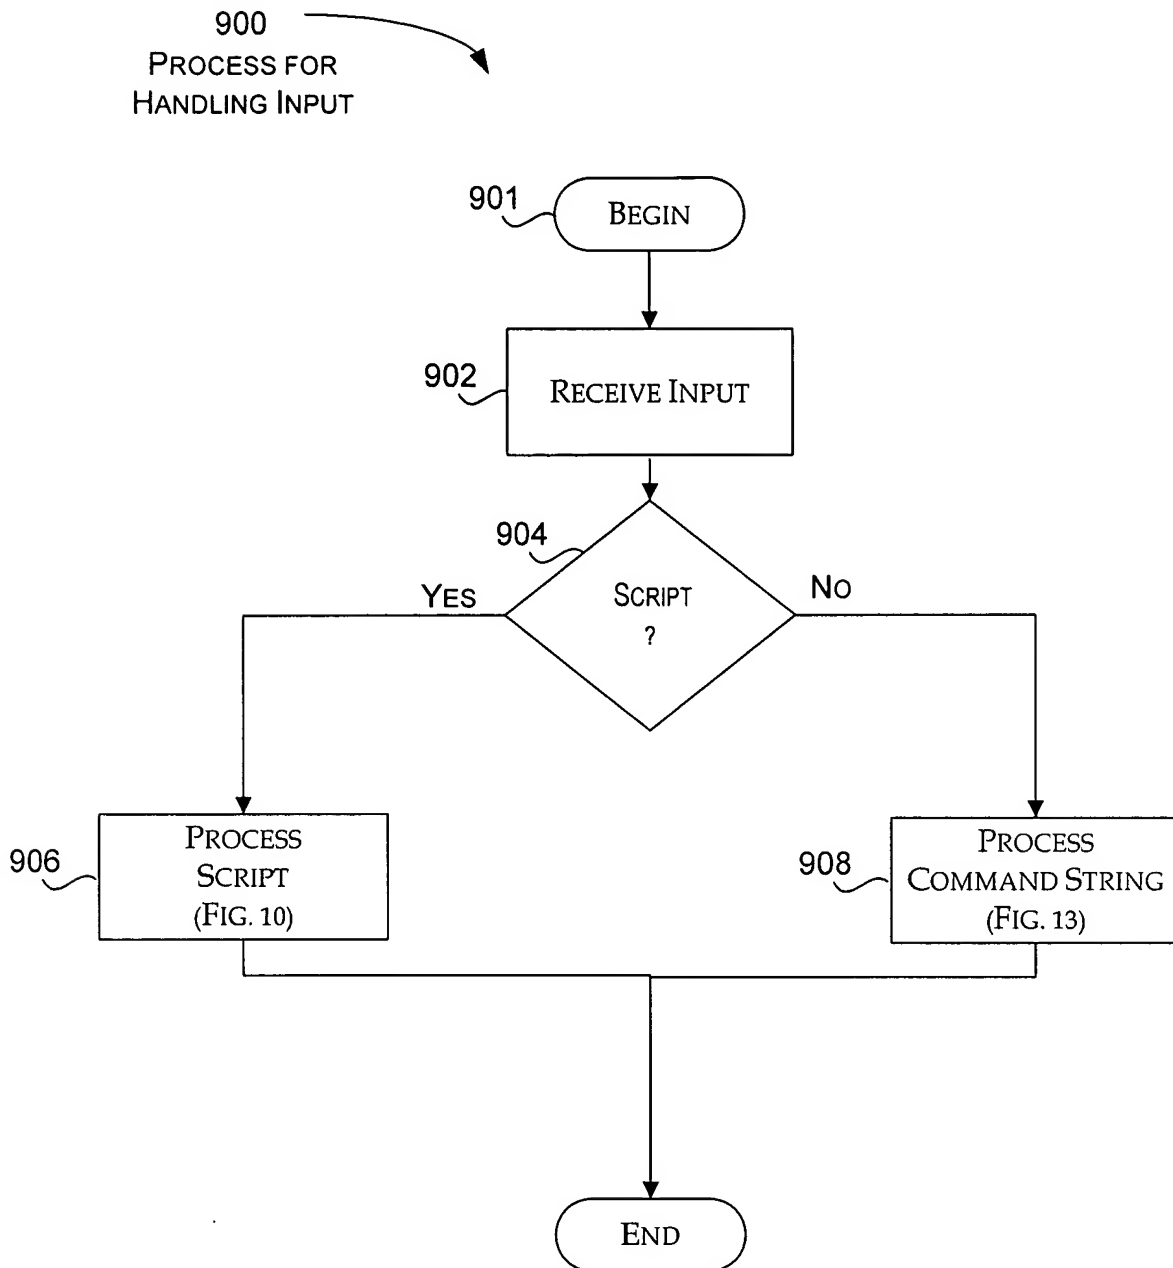 900
PROCESS FOR
HANDLING INPUT
901
BEGIN
902
RECEIVE INPUT
904
YES
SCRIPT
?
NO
906
PROCESS
SCRIPT
(FIG. 10)
908
PROCESS
COMMAND STRING
(FIG. 13)
END